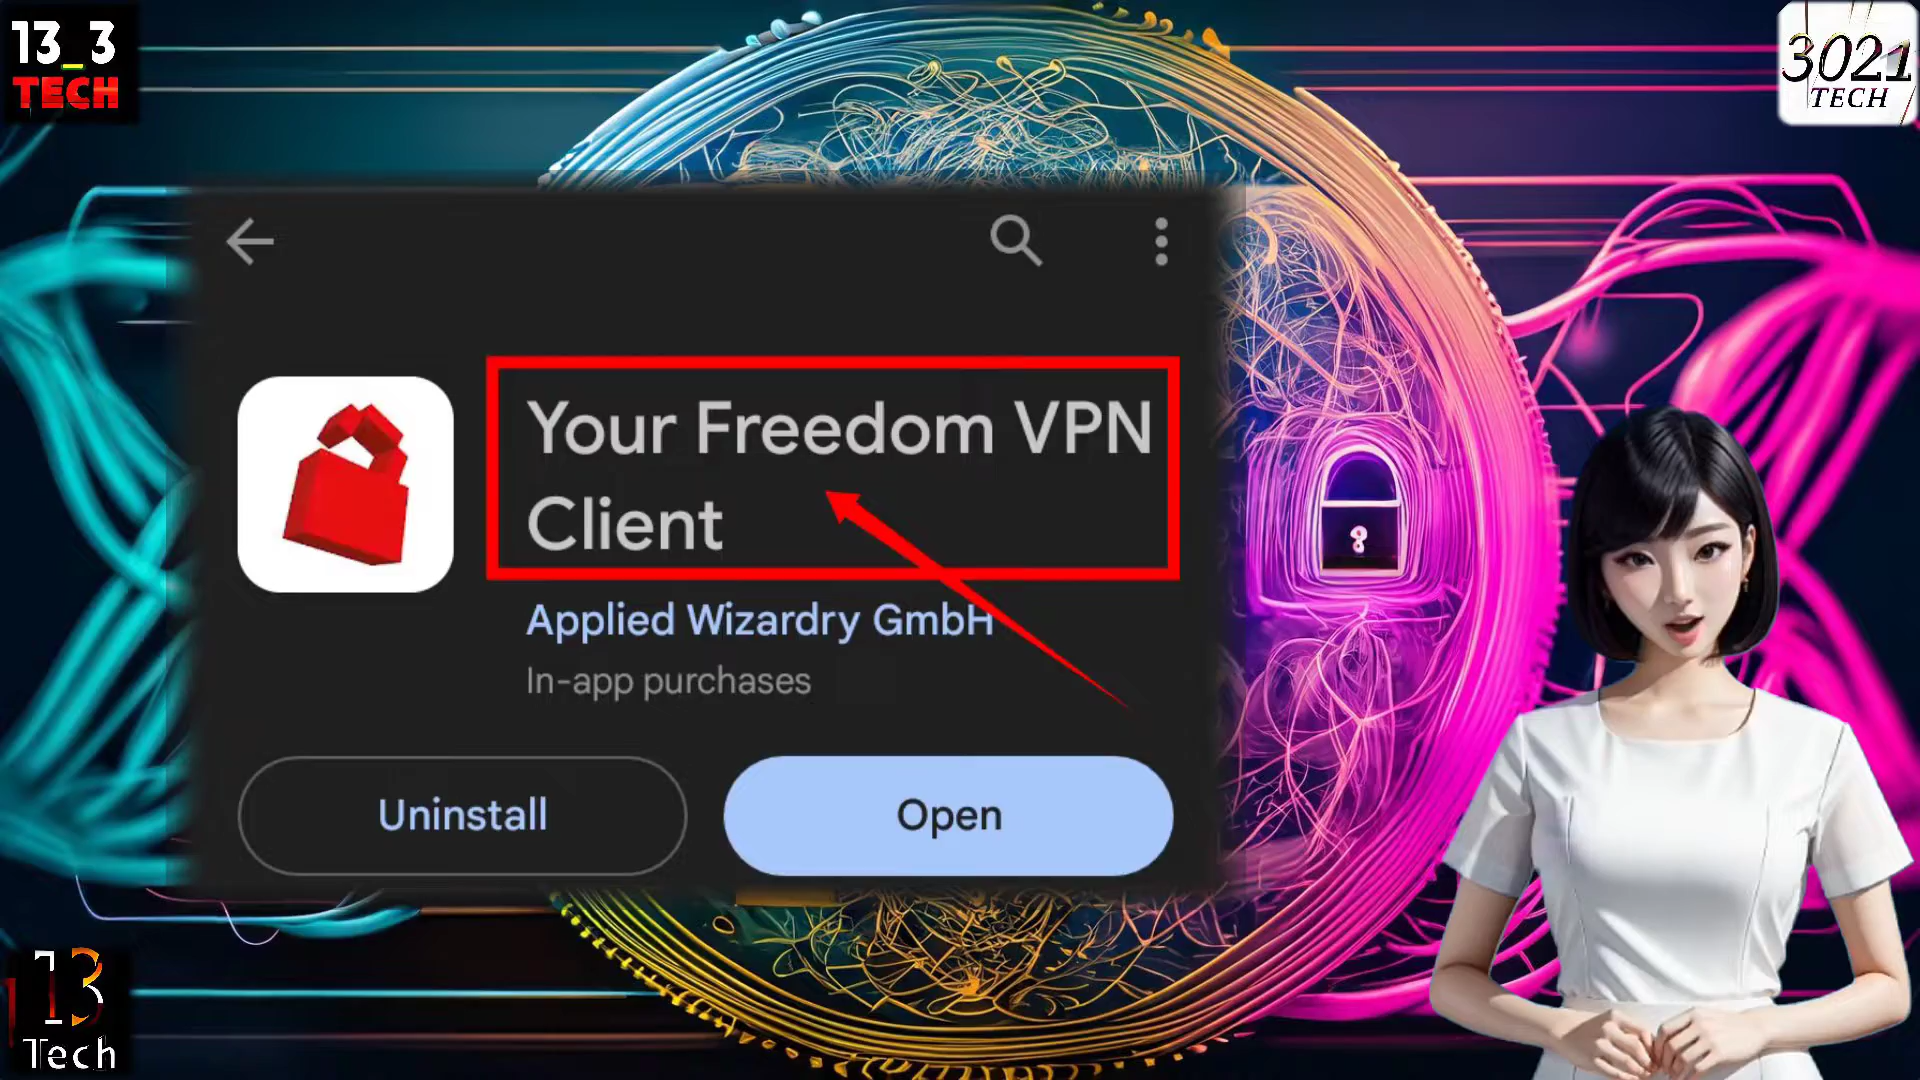 13_3
TECH
3021
TECH
Your Freedom VPN
Client
Applied Wizardry GmbH
In-app purchases
Uninstall
Open
13
Tech